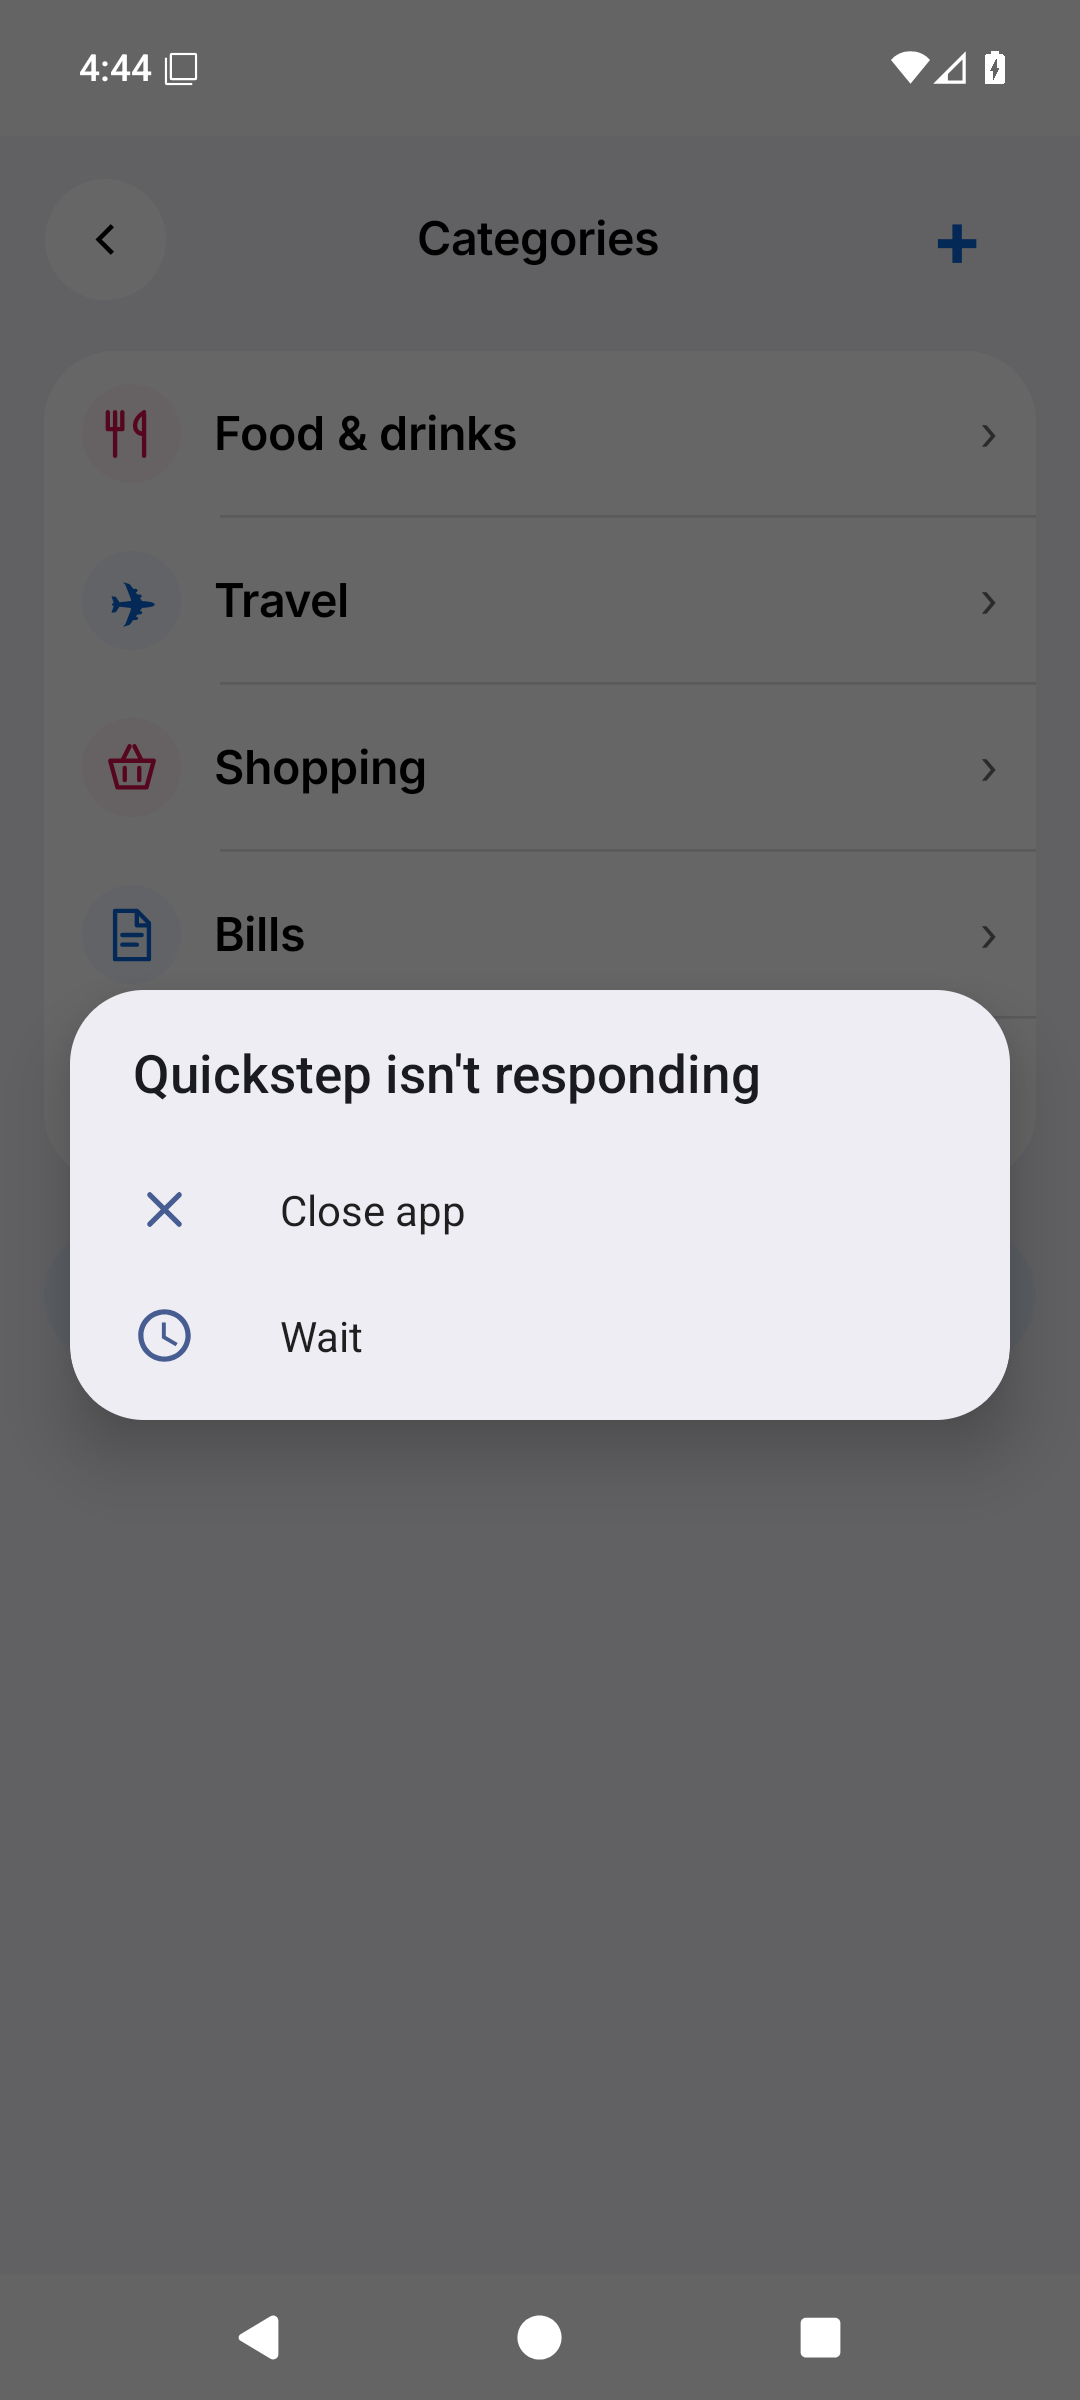 4:44
Categories
Food & drinks
Travel
Shopping
Bills
Quickstep isn't responding
Close app
Wait